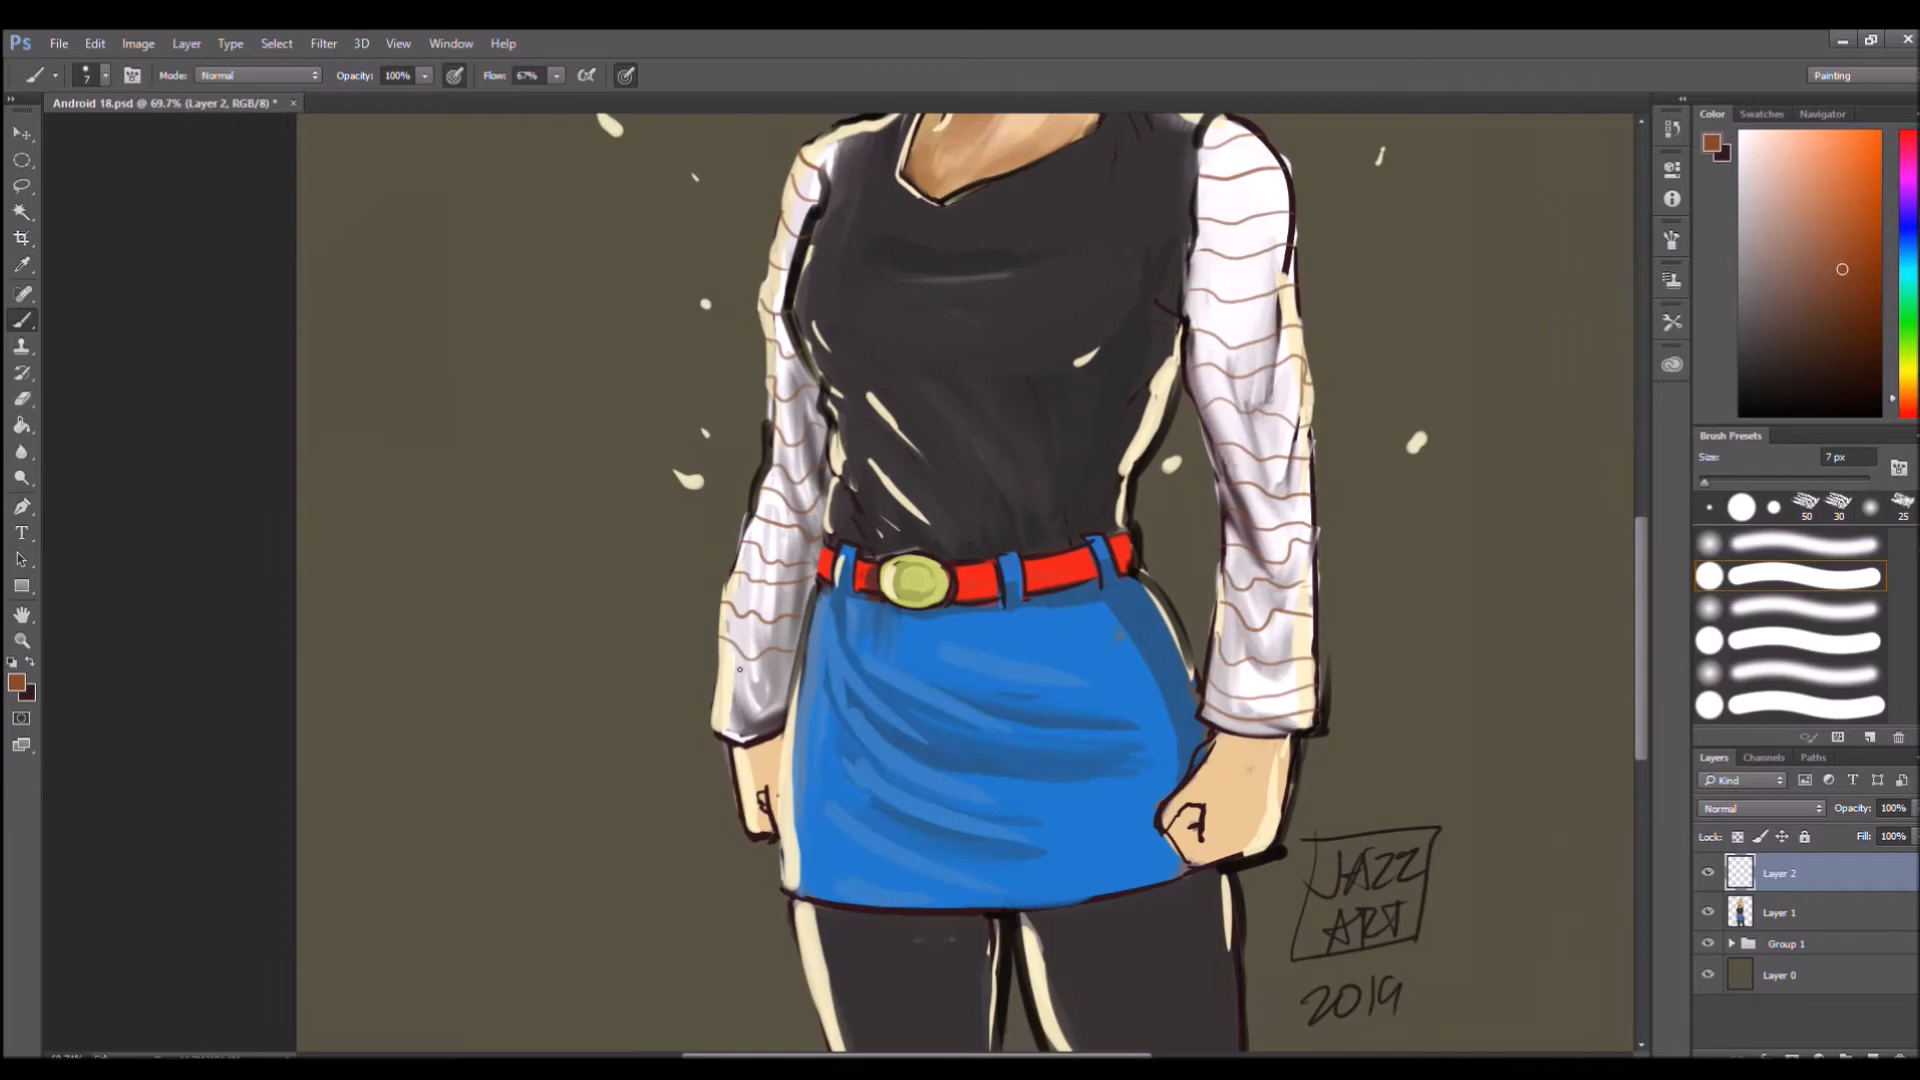 Ps File Edit Image Layer Type Select Filter 3D View Window Help
7 Mode: Normal Opacity: 100% Flow: 67% Painting
Android 18.psd @ 69.7% (Layer 2, RGB/8) * ×
Color Swatches Navigator
Brush Presets
Size: 7 px
50 30 25
Layers Channels Paths
Kind
Normal Opacity: 100%
Lock: Fill: 100%
Layer 2
Layer 1
Group 1
Layer 0
JAZZ
ART
2019